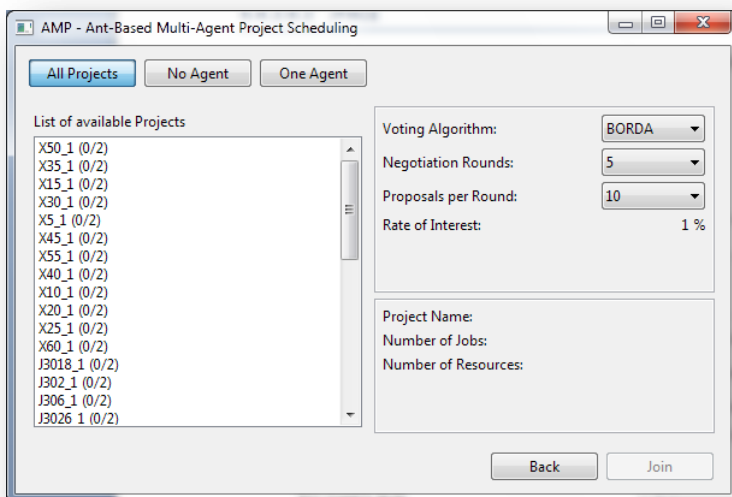 AMP - Ant-Based Multi-Agent Project Scheduling
All Projects
No Agent
One Agent
List of available Projects
X50_1 (0/2)
X35_1 (0/2)
X15_1 (0/2)
X30_1 (0/2)
X5_1 (0/2)
X45_1 (0/2)
X55_1 (0/2)
X40_1 (0/2)
X10_1 (0/2)
X20_1 (0/2)
X25_1 (0/2)
X60_1 (0/2)
J3018_1 (0/2)
J302_1 (0/2)
J306_1 (0/2)
J3026_1 (0/2)
Voting Algorithm: BORDA
Negotiation Rounds: 5
Proposals per Round: 10
Rate of Interest: 1 %
Project Name:
Number of Jobs:
Number of Resources:
Back
Join